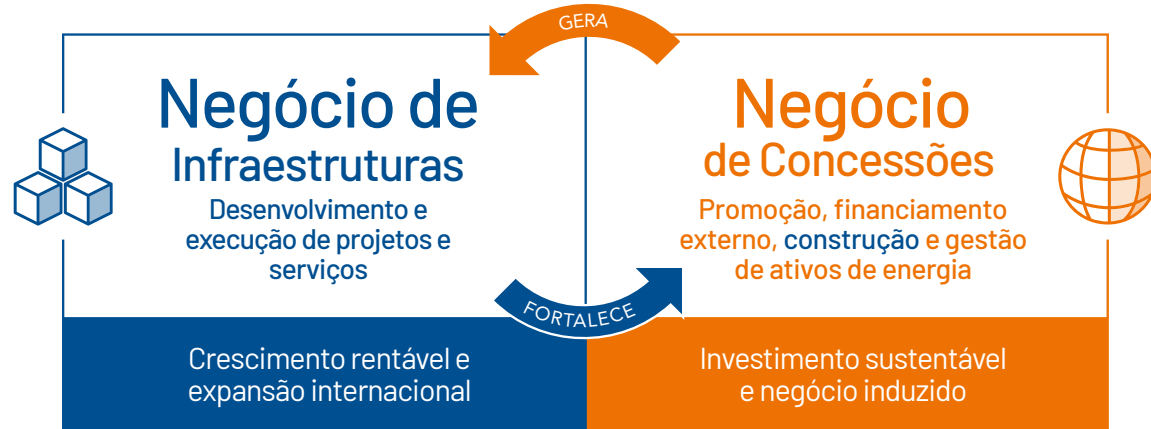 GERA
Negócio de
Infraestruturas
Desenvolvimento e
execução de projetos e
serviços
Negócio
de Concessões
Promoção, financiamento
externo, construção e gestão
de ativos de energia
FORTALECE
Crescimento rentável e
expansão internacional
Investimento sustentável
e negócio induzido